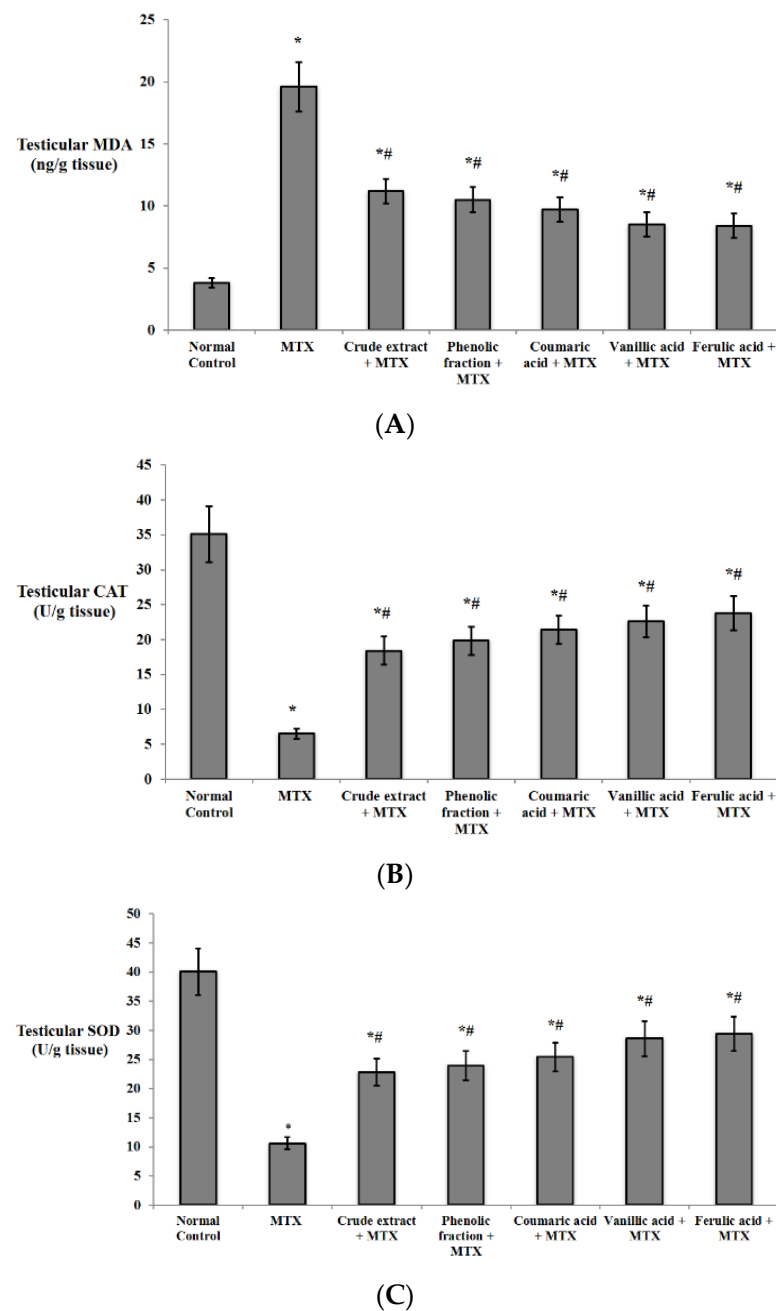 25
20
15
10
5
0
Testicular MDA
(ng/g tissue)
*
*#
*#
*#
*#
*#
Normal
Control
MTX
Crude extract
+ MTX
Phenolic
fraction +
MTX
Coumaric
acid + MTX
Vanillic acid
+ MTX
Ferulic acid +
MTX
(A)
45
40
35
30
25
20
15
10
5
0
Testicular CAT
(U/g tissue)
*
*#
*#
*#
*#
*#
Normal
Control
MTX
Crude extract
+ MTX
Phenolic
fraction +
MTX
Coumaric
acid + MTX
Vanillic acid
+ MTX
Ferulic acid +
MTX
(B)
50
45
40
35
30
25
20
15
10
5
0
Testicular SOD
(U/g tissue)
*
*#
*#
*#
*#
*#
Normal
Control
MTX
Crude extract
+ MTX
Phenolic
fraction +
MTX
Coumaric acid
+ MTX
Vanillic acid +
MTX
Ferulic acid +
MTX
(C)